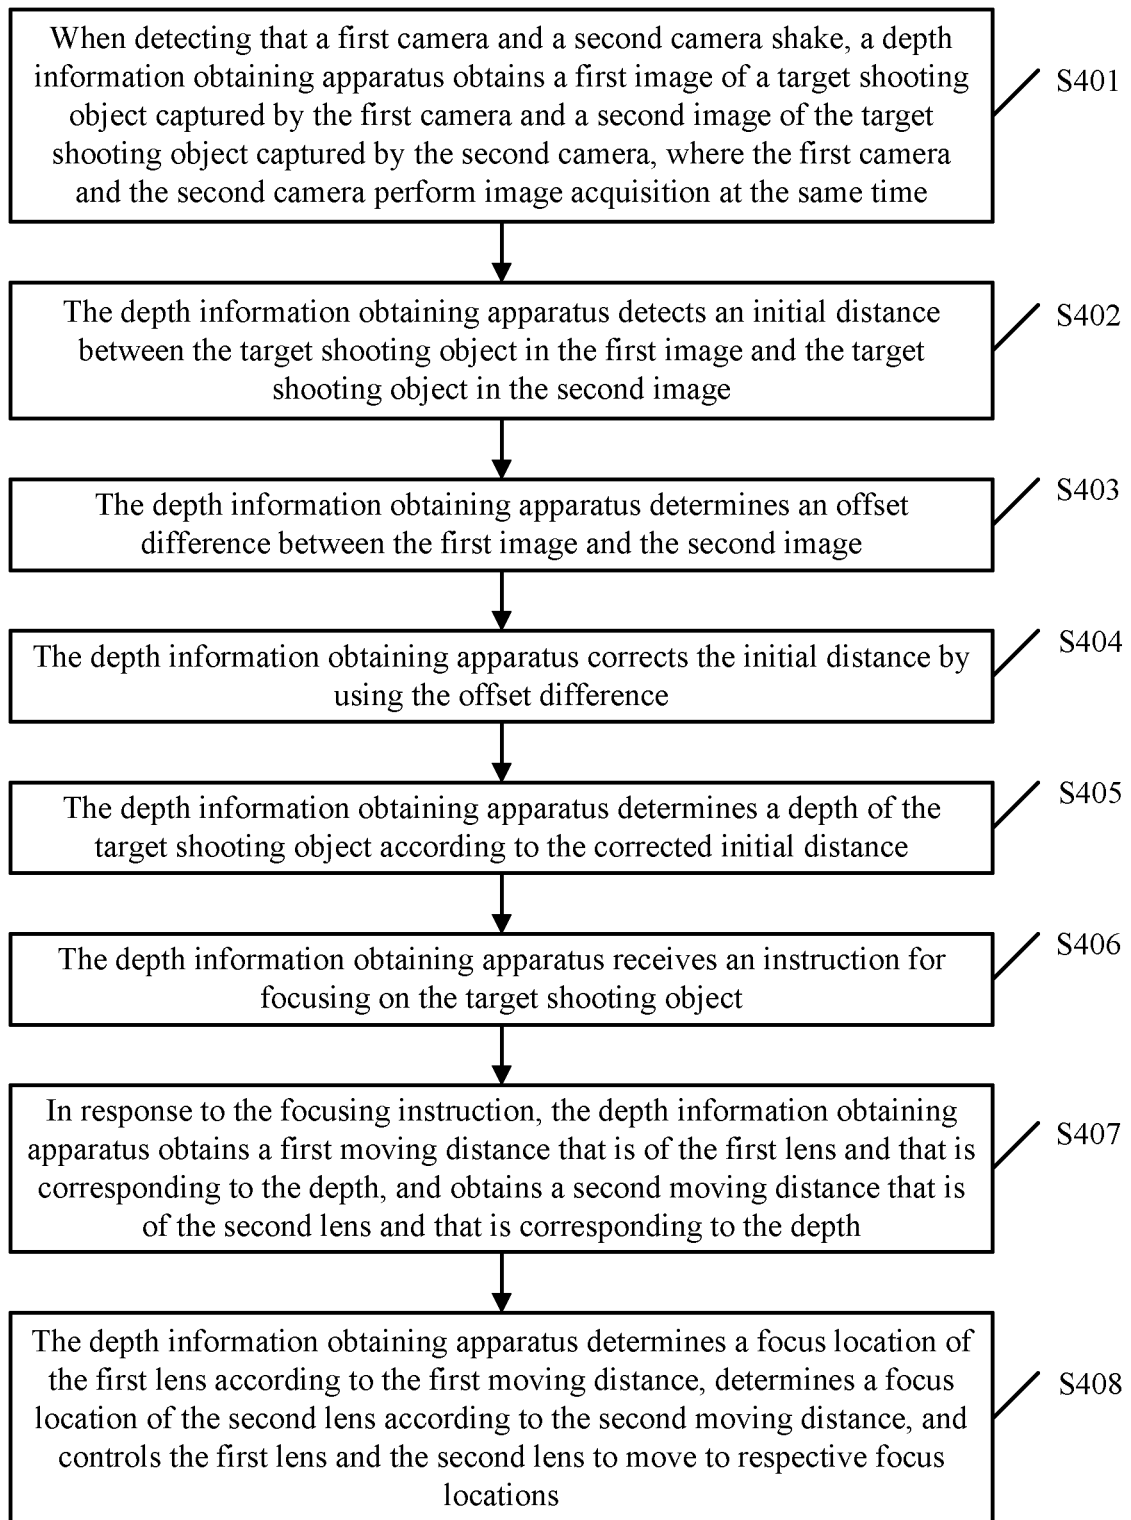 When detecting that a first camera and a second camera shake, a depth
information obtaining apparatus obtains a first image of a target shooting
object captured by the first camera and a second image of the target
shooting object captured by the second camera, where the first camera
and the second camera perform image acquisition at the same time
S401
The depth information obtaining apparatus detects an initial distance
between the target shooting object in the first image and the target
shooting object in the second image
S402
The depth information obtaining apparatus determines an offset
difference between the first image and the second image
S403
The depth information obtaining apparatus corrects the initial distance by
using the offset difference
S404
The depth information obtaining apparatus determines a depth of the
target shooting object according to the corrected initial distance
S405
The depth information obtaining apparatus receives an instruction for
focusing on the target shooting object
S406
In response to the focusing instruction, the depth information obtaining
apparatus obtains a first moving distance that is of the first lens and that is
corresponding to the depth, and obtains a second moving distance that is
of the second lens and that is corresponding to the depth
S407
The depth information obtaining apparatus determines a focus location of
the first lens according to the first moving distance, determines a focus
location of the second lens according to the second moving distance, and
controls the first lens and the second lens to move to respective focus
locations
S408